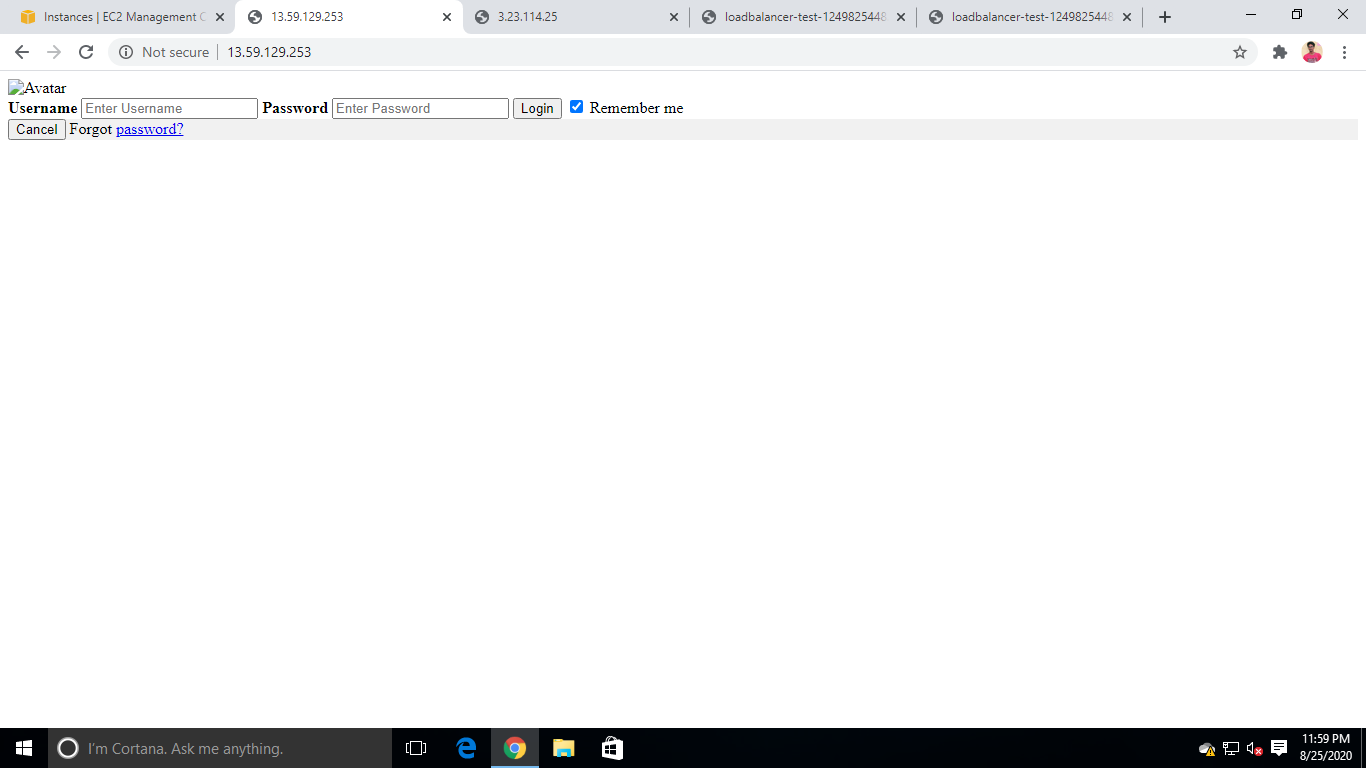 Instances | EC2 Management C
13.59.129.253
3.23.114.25
loadbalancer-test-1249825448
loadbalancer-test-1249825448
Not secure
13.59.129.253
Avatar
Username Enter Username Password Enter Password Login Remember me
Cancel Forgot password?
I'm Cortana. Ask me anything.
11:59 PM
8/25/2020